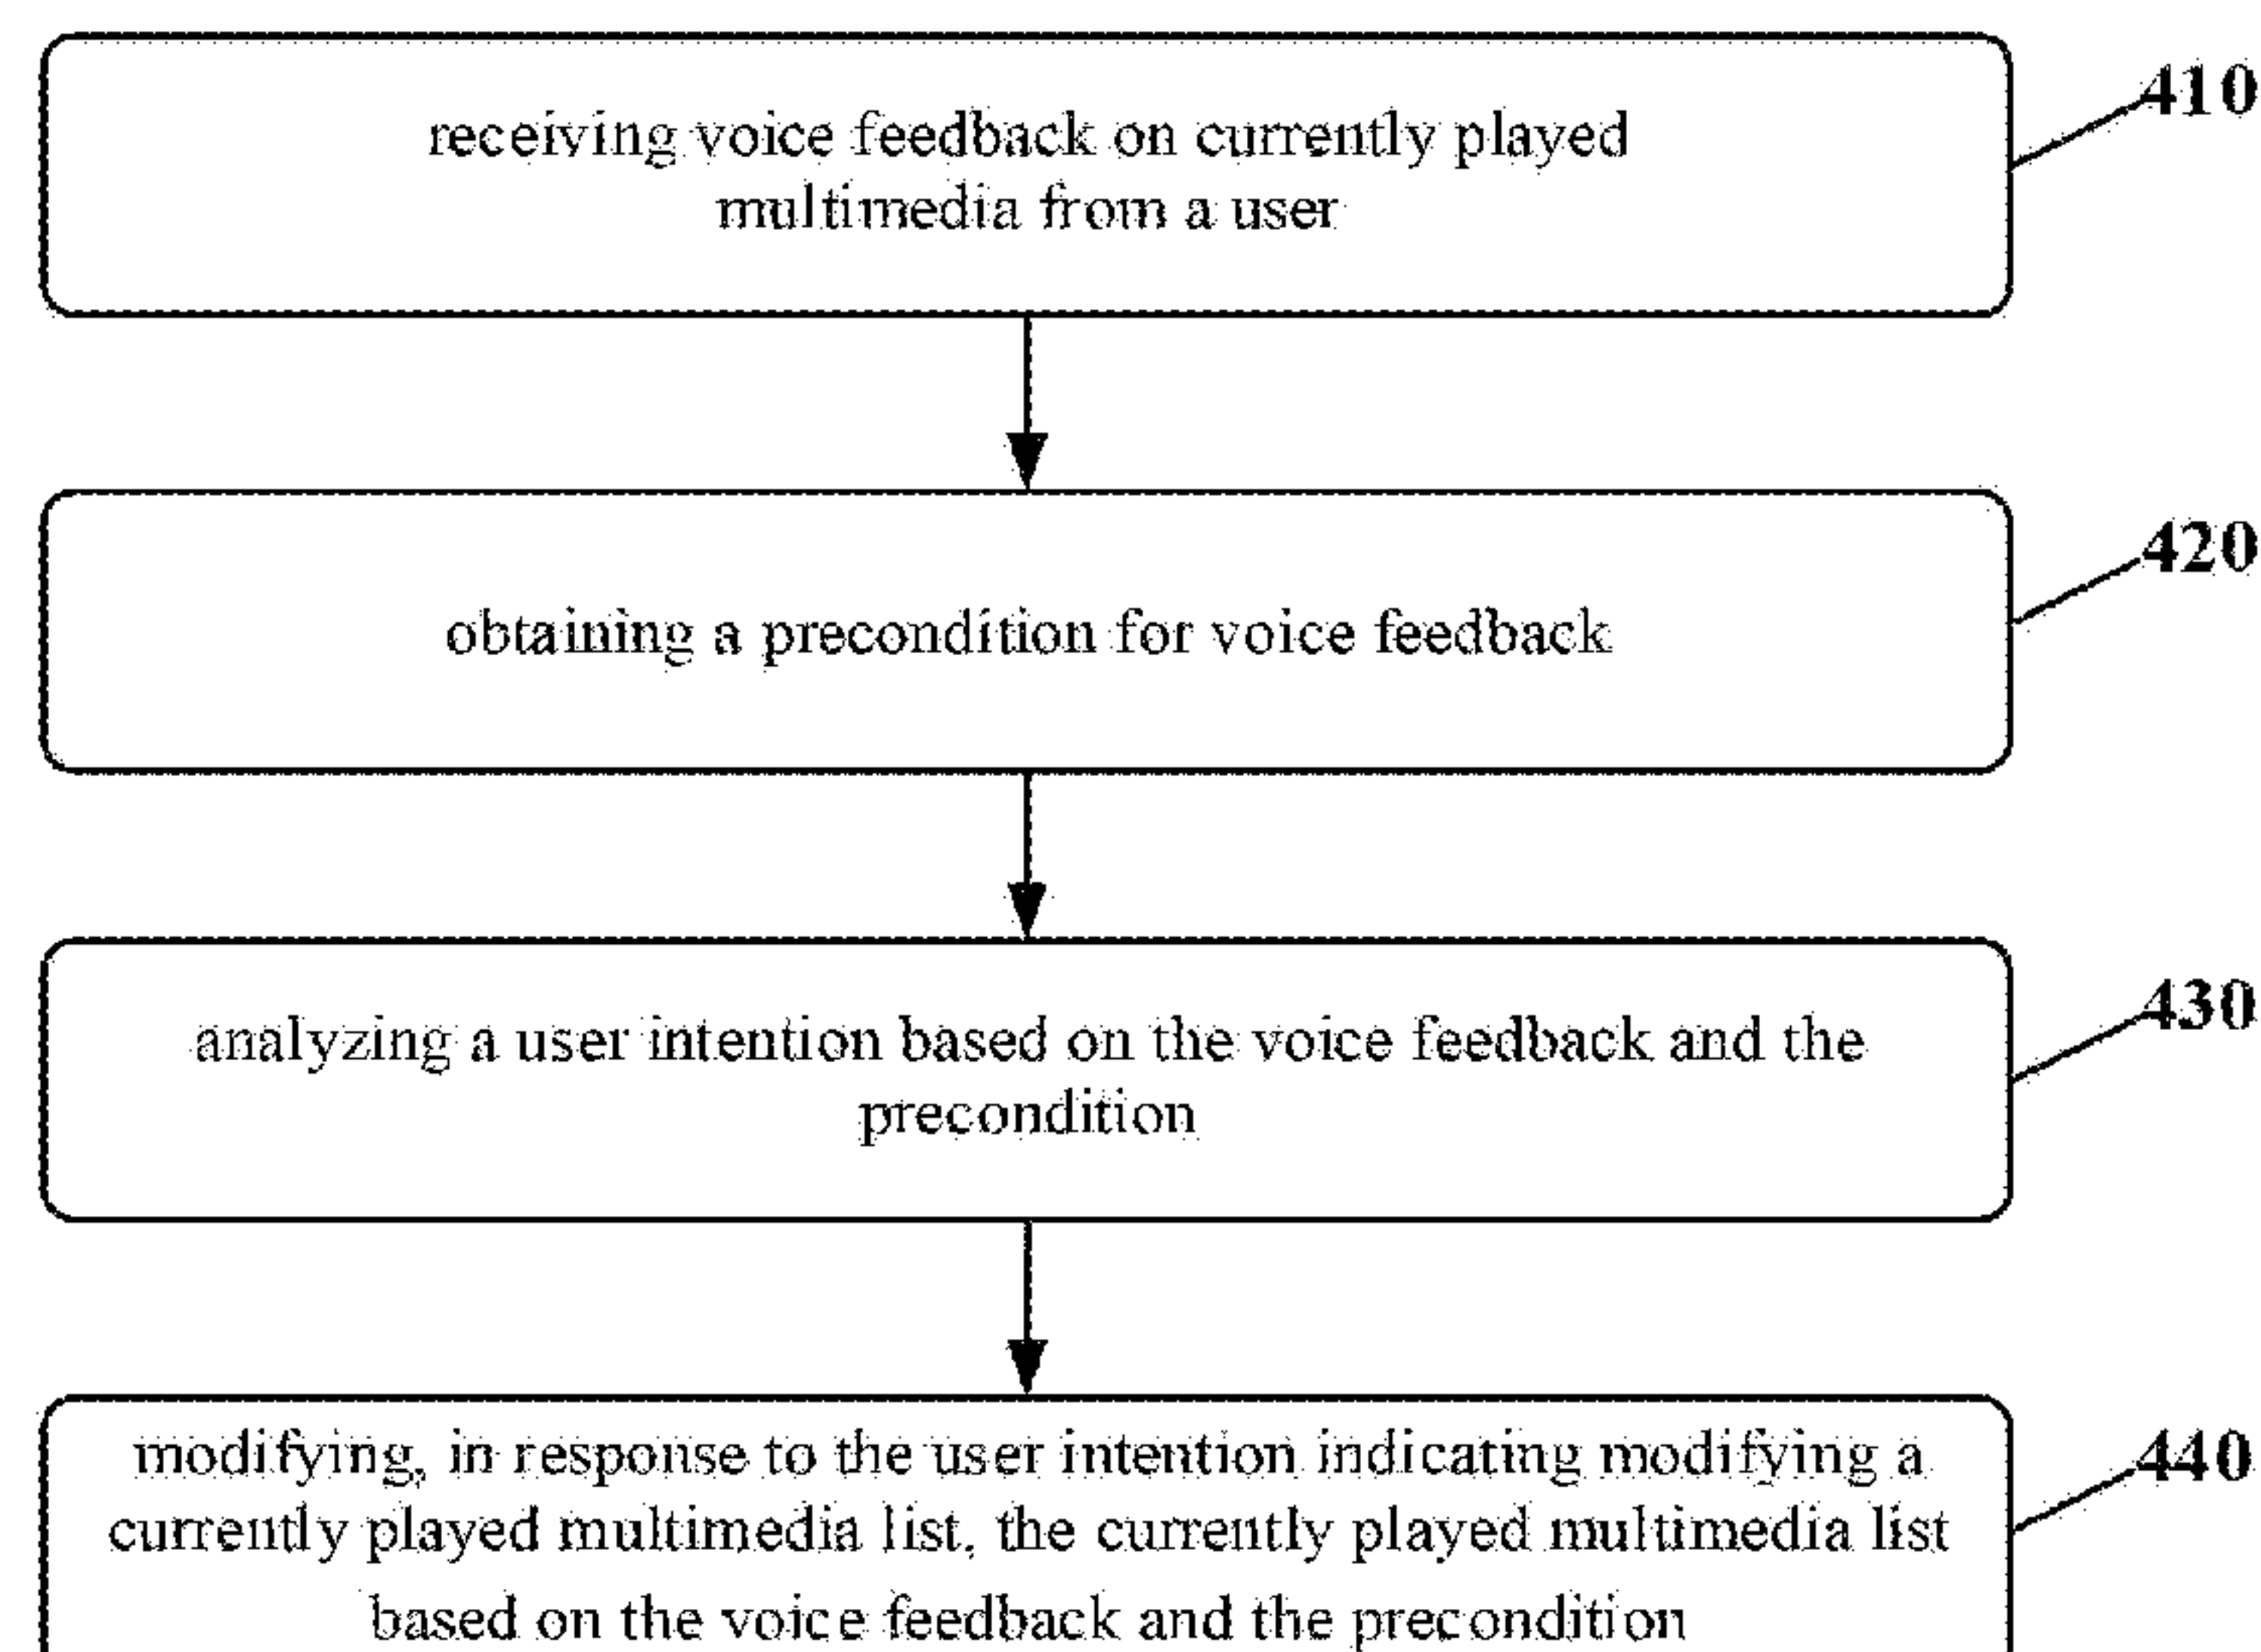 receiving voice feedback on currently played
multimedia from a user
410
obtaining a precondition for voice feedback
420
analyzing a user intention based on the voice feedback and the
precondition
430
modifying, in response to the user intention indicating modifying a
currently played multimedia list, the currently played multimedia list
based on the voice feedback and the precondition
440